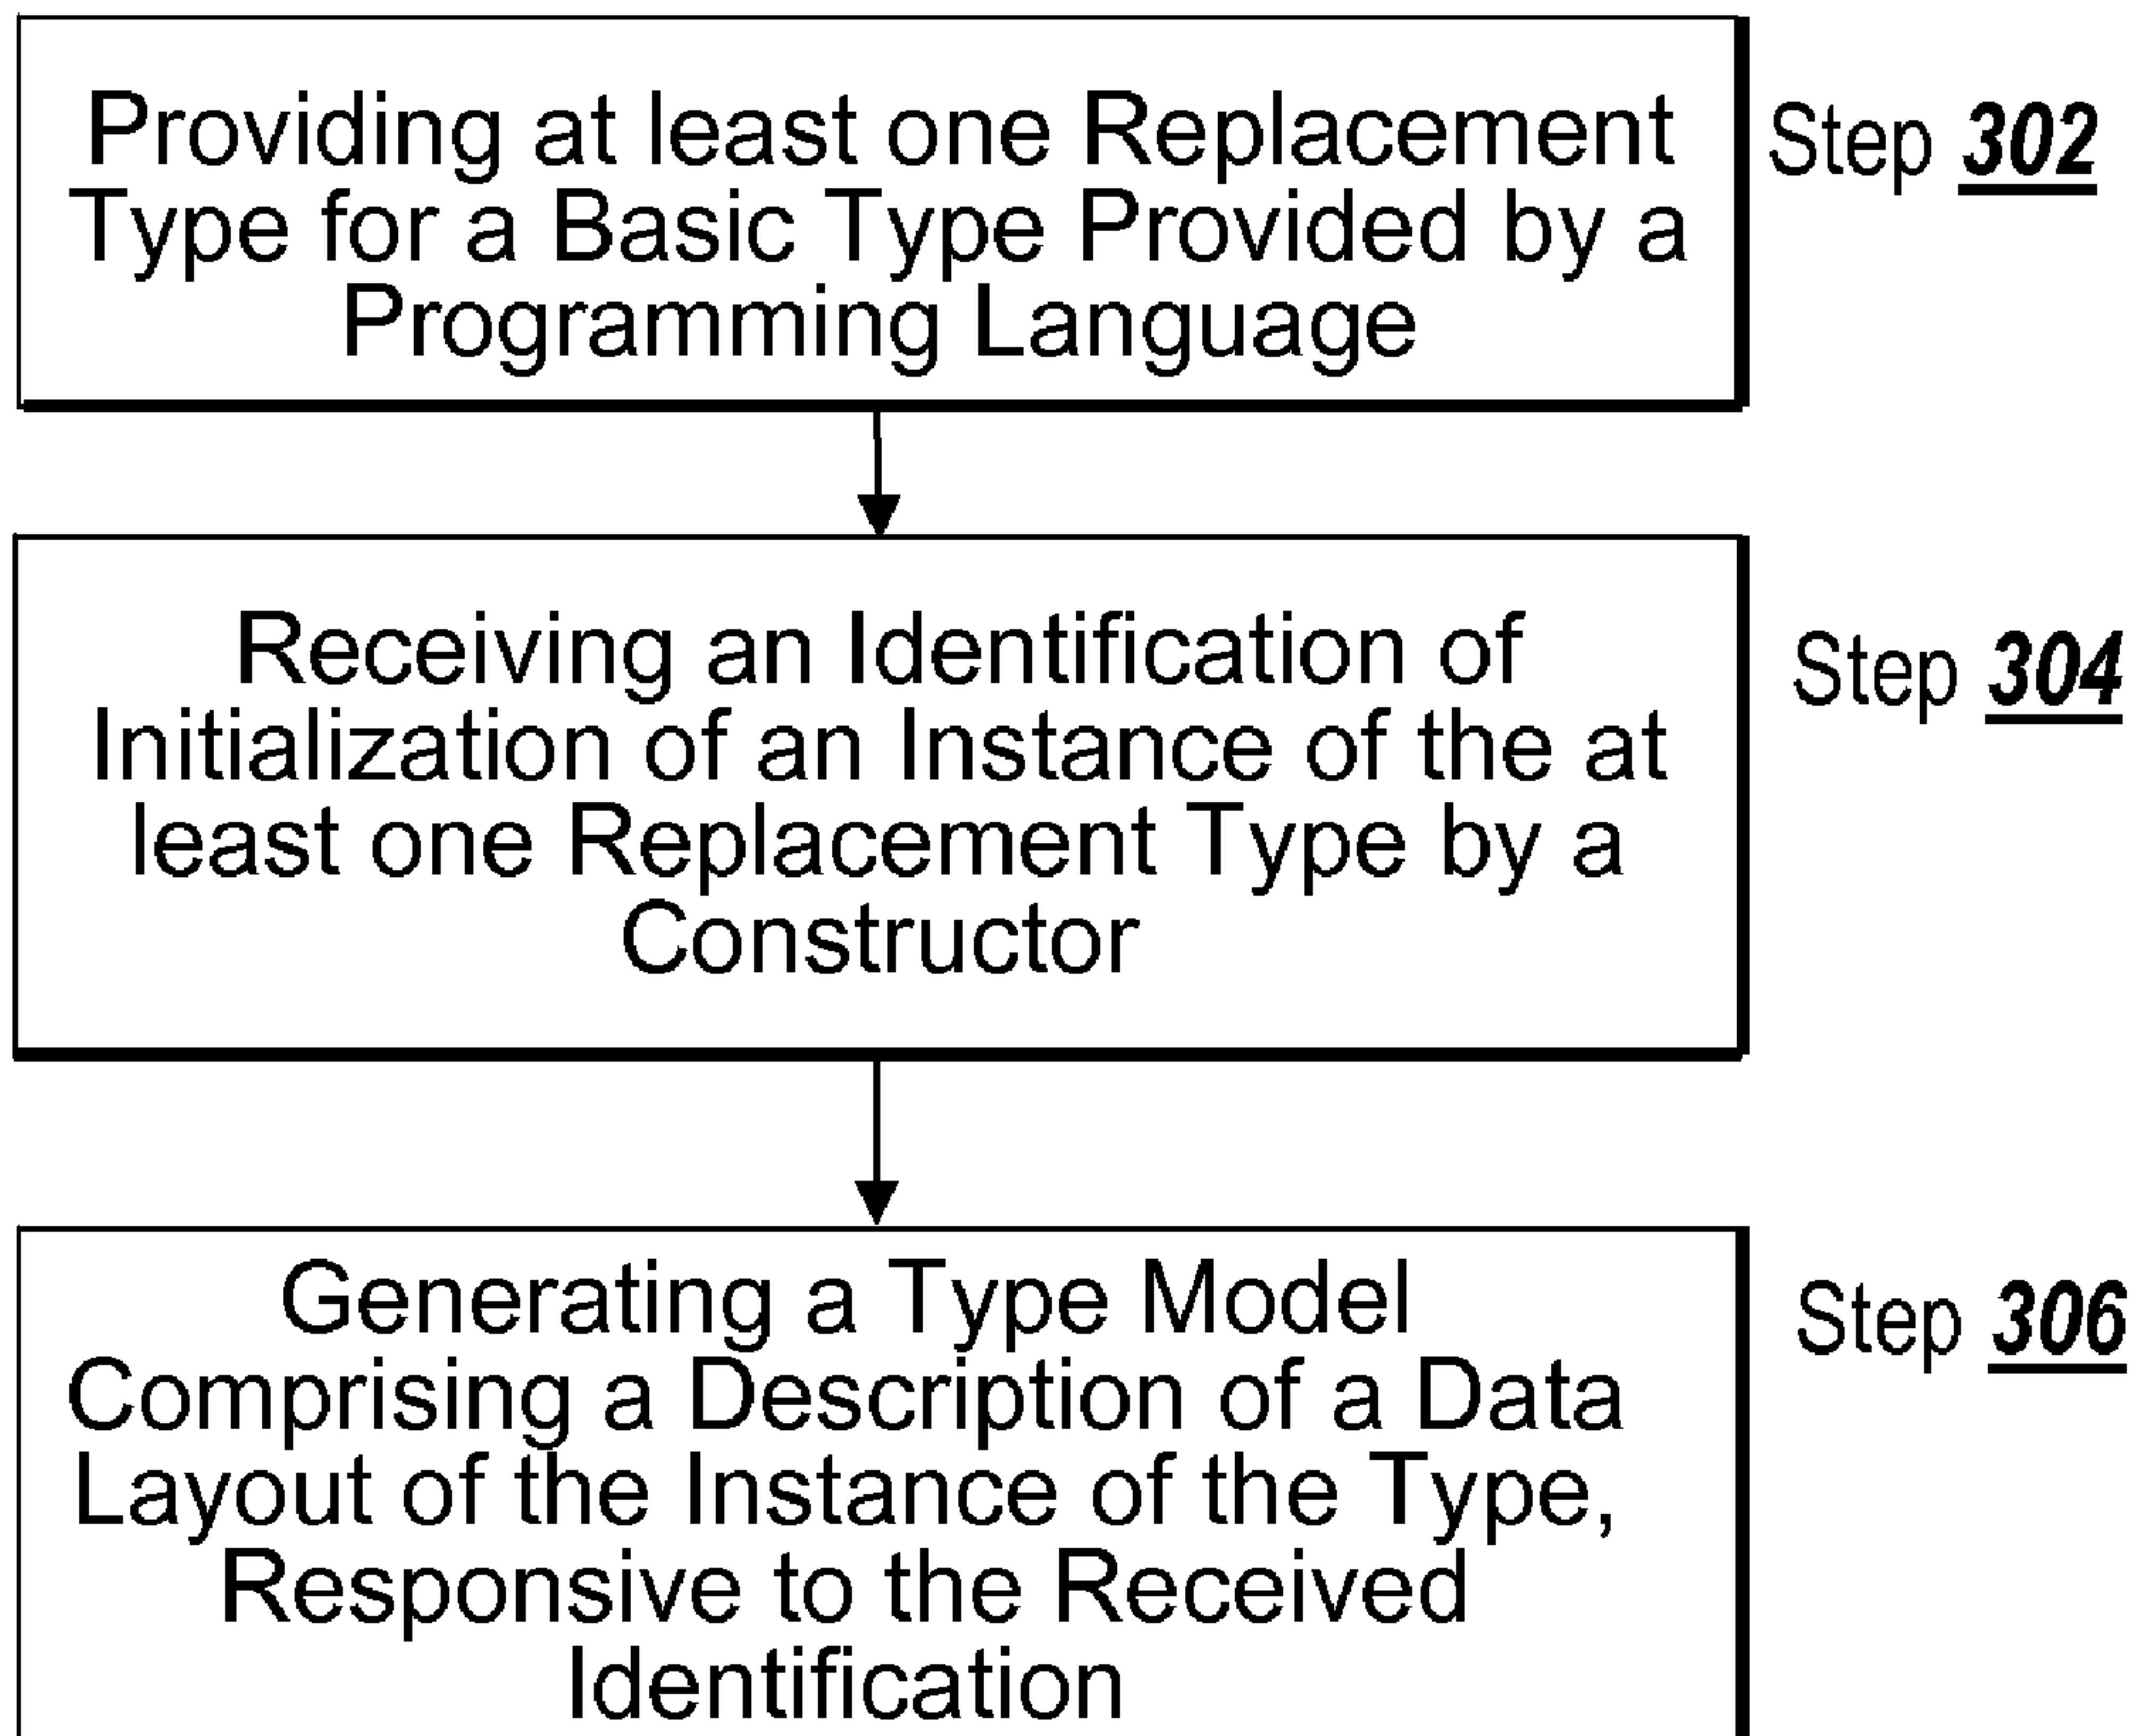 Providing at least one Replacement
Type for a Basic Type Provided by a
Programming Language
Step 302
Receiving an Identification of
Initialization of an Instance of the at
least one Replacement Type by a
Constructor
Step 304
Generating a Type Model
Comprising a Description of a Data
Layout of the Instance of the Type,
Responsive to the Received
Identification
Step 306